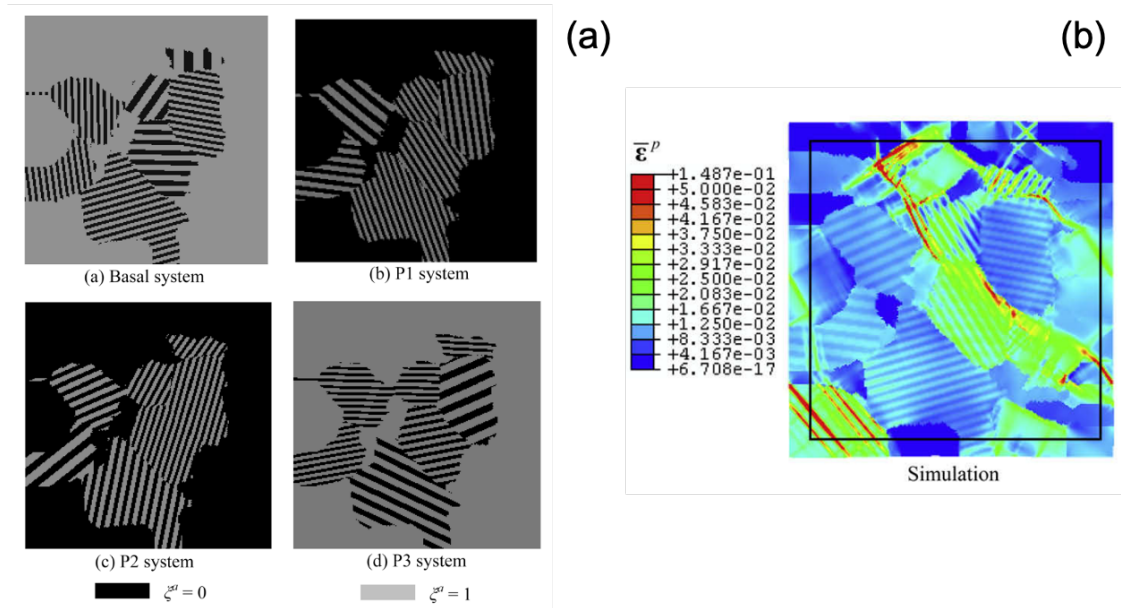 (a)
(b)
(a) Basal system
(b) P1 system
(c) P2 system
(d) P3 system
ξᵃ = 0
ξᵃ = 1
ε̅ᵖ
+1.487e-01
+5.000e-02
+4.583e-02
+4.167e-02
+3.750e-02
+3.333e-02
+2.917e-02
+2.500e-02
+2.083e-02
+1.667e-02
+1.250e-02
+8.333e-03
+4.167e-03
+6.708e-17
Simulation